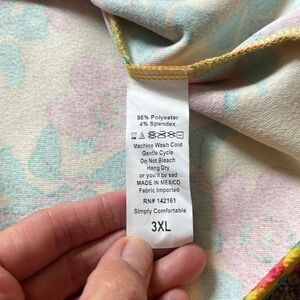 96% Polyester
4% Spandex
Machine Wash Cold
Gentle Cycle
Do Not Bleach
Hang Dry
or you'll be sad
MADE IN MEXICO
Fabric Imported
RN# 142161
Simply Comfortable
3XL